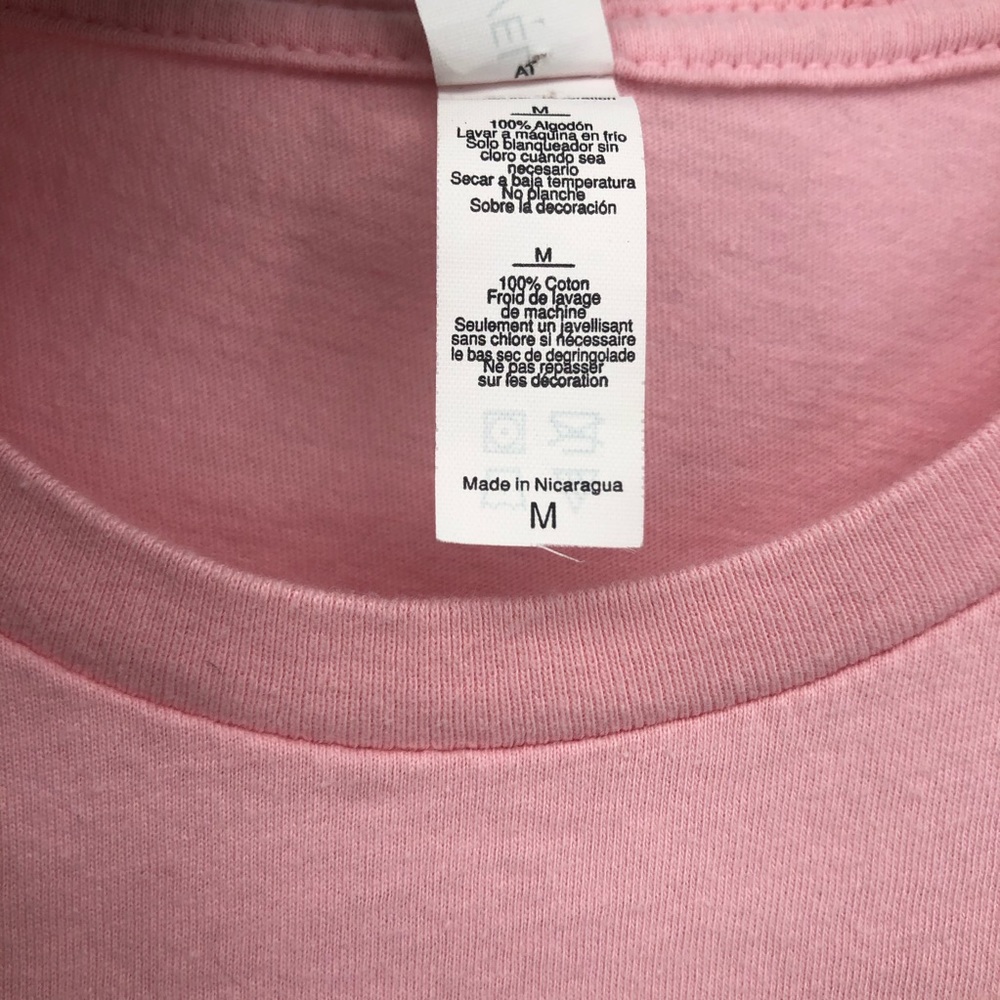 AT
M
100% Algodón
Lavar a máquina en frio
Solo blanqueador sin
cloro cuando sea
necesario
Secar a baja temperatura
No planche
Sobre la decoración
M
100% Coton
Froid de lavage
de machine
Seulement un javellisant
sans chlore si nécessaire
le bas sec de degringolade
Ne pas repasser
sur les décoration
Made in Nicaragua
M